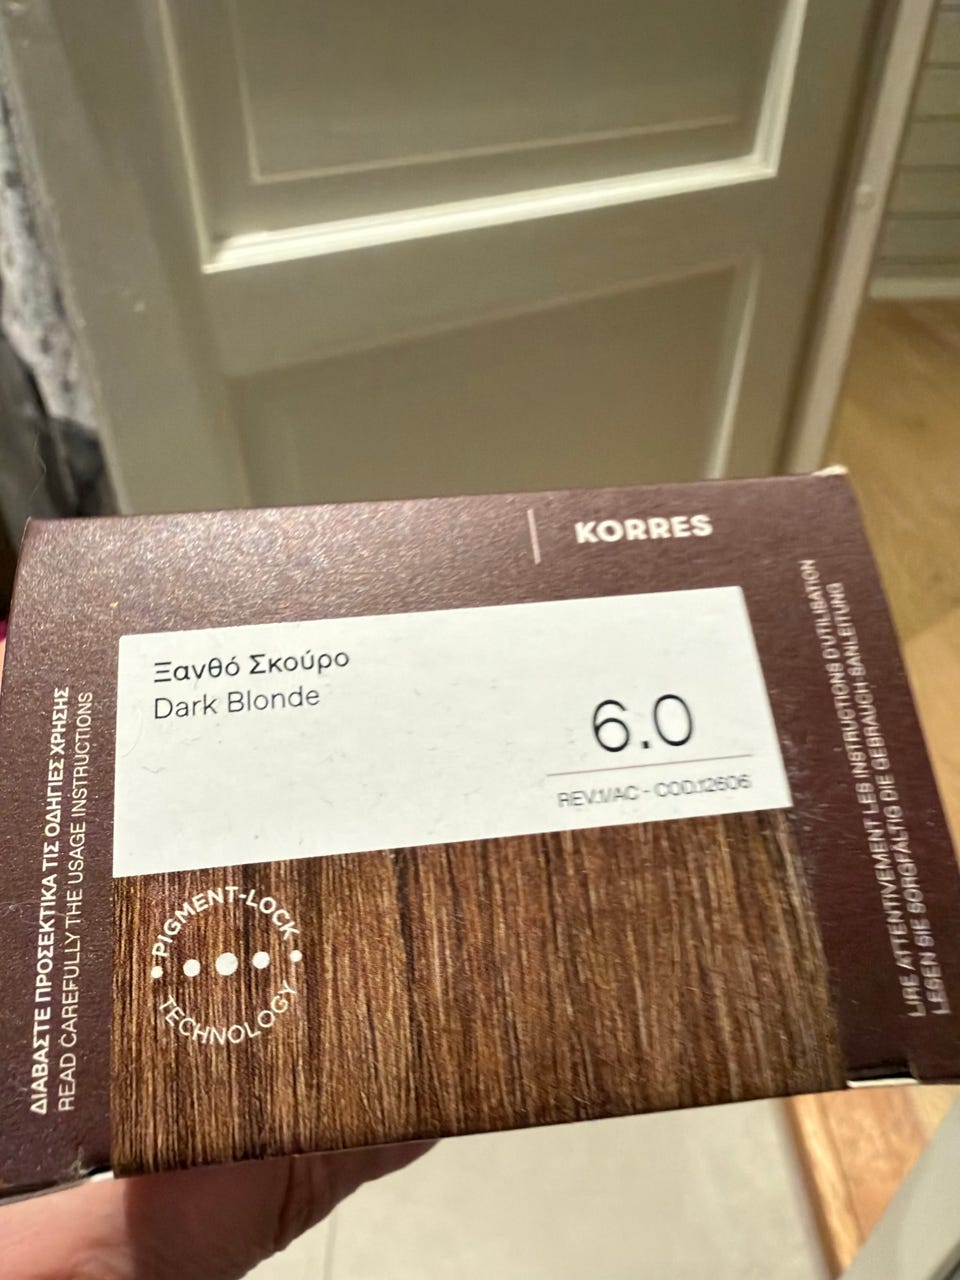 KORRES
Ξανθό Σκούρο
Dark Blonde
6.0
REV.1/AC - COD.12606
PIGMENT-LOCK
TECHNOLOGY
ΔΙΑΒΑΣΤΕ ΠΡΟΣΕΚΤΙΚΑ ΤΙΣ ΟΔΗΓΙΕΣ ΧΡΗΣΗΣ
READ CAREFULLY THE USAGE INSTRUCTIONS
LIRE ATTENTIVEMENT LES INSTRUCTIONS D'UTILISATION
LESEN SIE SORGFÄLTIG DIE GEBRAUCHSANLEITUNG